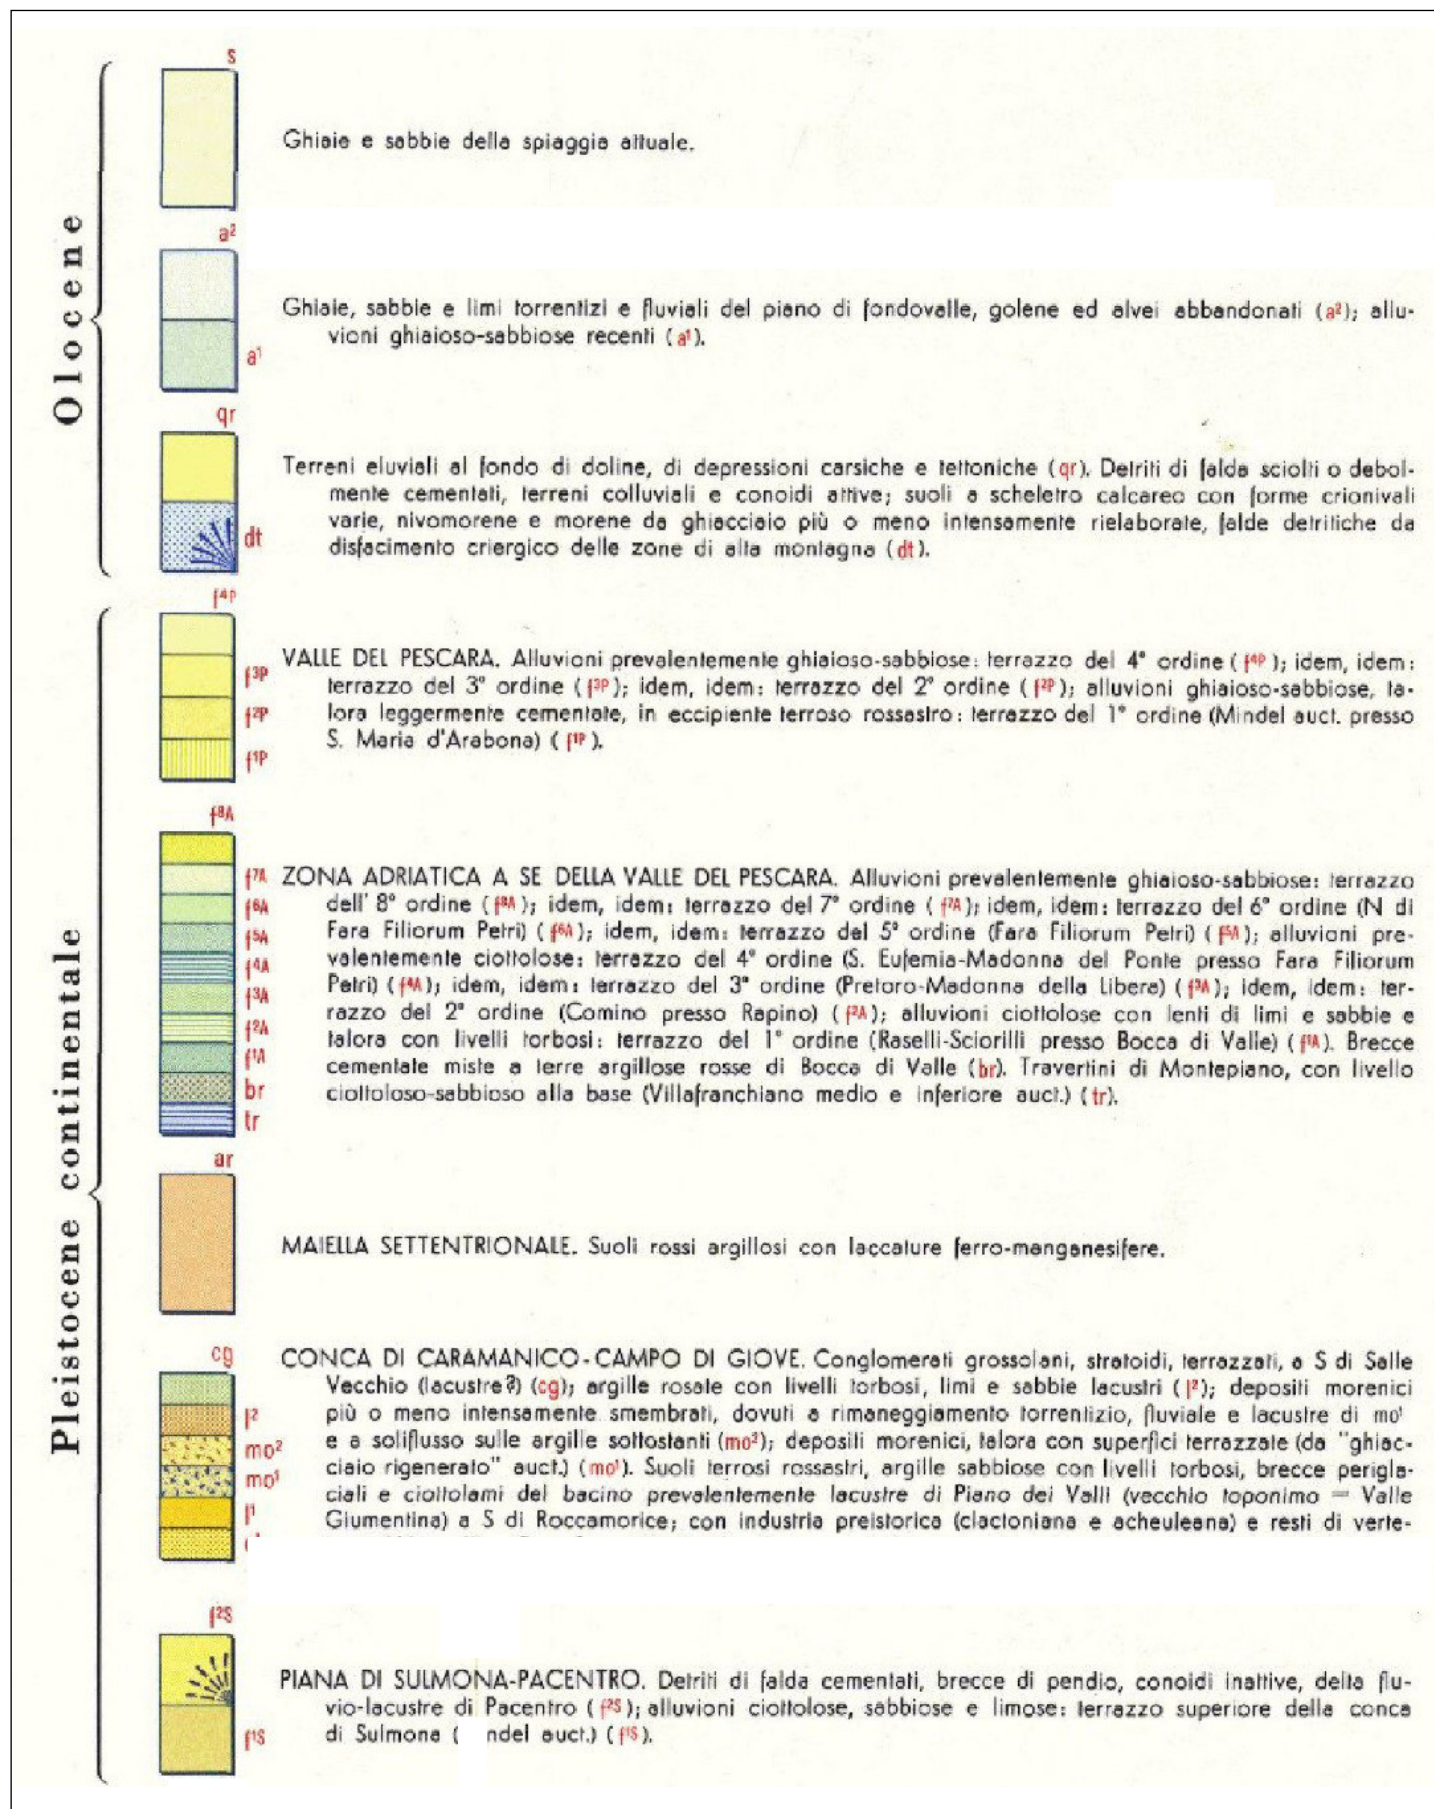 Olocene
s
Ghiaie e sabbie della spiaggia attuale.
a²
a¹
Ghiaie, sabbie e limi torrentizi e fluviali del piano di fondovalle, golene ed alvei abbandonati (a²); allu-
vioni ghiaioso-sabbiose recenti (a¹).
qr
dt
Terreni eluviali al fondo di doline, di depressioni carsiche e tettoniche (qr). Detriti di falda sciolti o debol-
mente cementati, terreni colluviali e conoidi attive; suoli a scheletro calcareo con forme crionivali
varie, nivomorene e morene da ghiacciaio più o meno intensamente rielaborate, falde detritiche da
disfacimento criergico delle zone di alta montagna (dt).
Pleistocene continentale
f⁴ᴾ
f³ᴾ
f²ᴾ
f¹ᴾ
VALLE DEL PESCARA. Alluvioni prevalentemente ghiaioso-sabbiose: terrazzo del 4° ordine (f⁴ᴾ); idem, idem:
terrazzo del 3° ordine (f³ᴾ); idem, idem: terrazzo del 2° ordine (f²ᴾ); alluvioni ghiaioso-sabbiose, ta-
lora leggermente cementate, in eccipiente terroso rossastro: terrazzo del 1° ordine (Mindel auct. presso
S. Maria d'Arabona) (f¹ᴾ).
f⁸ᴬ
f⁷ᴬ
f⁶ᴬ
f⁵ᴬ
f⁴ᴬ
f³ᴬ
f²ᴬ
f¹ᴬ
br
tr
ZONA ADRIATICA A SE DELLA VALLE DEL PESCARA. Alluvioni prevalentemente ghiaioso-sabbiose: terrazzo
dell' 8° ordine (f⁸ᴬ); idem, idem: terrazzo del 7° ordine (f⁷ᴬ); idem, idem: terrazzo del 6° ordine (N di
Fara Filiorum Petri) (f⁶ᴬ); idem, idem: terrazzo del 5° ordine (Fara Filiorum Petri) (f⁵ᴬ); alluvioni pre-
valentemente ciottolose: terrazzo del 4° ordine (S. Eufemia-Madonna del Ponte presso Fara Filiorum
Petri) (f⁴ᴬ); idem, idem: terrazzo del 3° ordine (Pretoro-Madonna della Libera) (f³ᴬ); idem, idem: ter-
razzo del 2° ordine (Comino presso Rapino) (f²ᴬ); alluvioni ciottolose con lenti di limi e sabbie e
talora con livelli torbosi: terrazzo del 1° ordine (Raselli-Sciorilli presso Bocca di Valle) (f¹ᴬ). Brecce
cementate miste a terre argillose rosse di Bocca di Valle (br). Travertini di Montepiano, con livello
ciottoloso-sabbioso alla base (Villafranchiano medio e inferiore auct.) (tr).
ar
MAIELLA SETTENTRIONALE. Suoli rossi argillosi con laccature ferro-manganesifere.
cg
l²
mo²
mo¹
l¹
CONCA DI CARAMANICO-CAMPO DI GIOVE. Conglomerati grossolani, stratoidi, terrazzati, a S di Salle
Vecchio (lacustre?) (cg); argille rosate con livelli torbosi, limi e sabbie lacustri (l²); depositi morenici
più o meno intensamente smembrati, dovuti a rimaneggiamento torrentizio, fluviale e lacustre di mo¹
e a soliflusso sulle argille sottostanti (mo²); depositi morenici, talora con superfici terrazzate (da "ghiac-
ciaio rigenerato" auct.) (mo¹). Suoli terrosi rossastri, argille sabbiose con livelli torbosi, brecce perigla-
ciali e ciottolami del bacino prevalentemente lacustre di Piano dei Valli (vecchio toponimo = Valle
Giumentina) a S di Roccamorice; con industria preistorica (clactoniana e acheuleana) e resti di verte-
f²ˢ
f¹ˢ
PIANA DI SULMONA-PACENTRO. Detriti di falda cementati, brecce di pendio, conoidi inattive, delta flu-
vio-lacustre di Pacentro (f²ˢ); alluvioni ciottolose, sabbiose e limose: terrazzo superiore della conca
di Sulmona ( ndel auct.) (f¹ˢ).